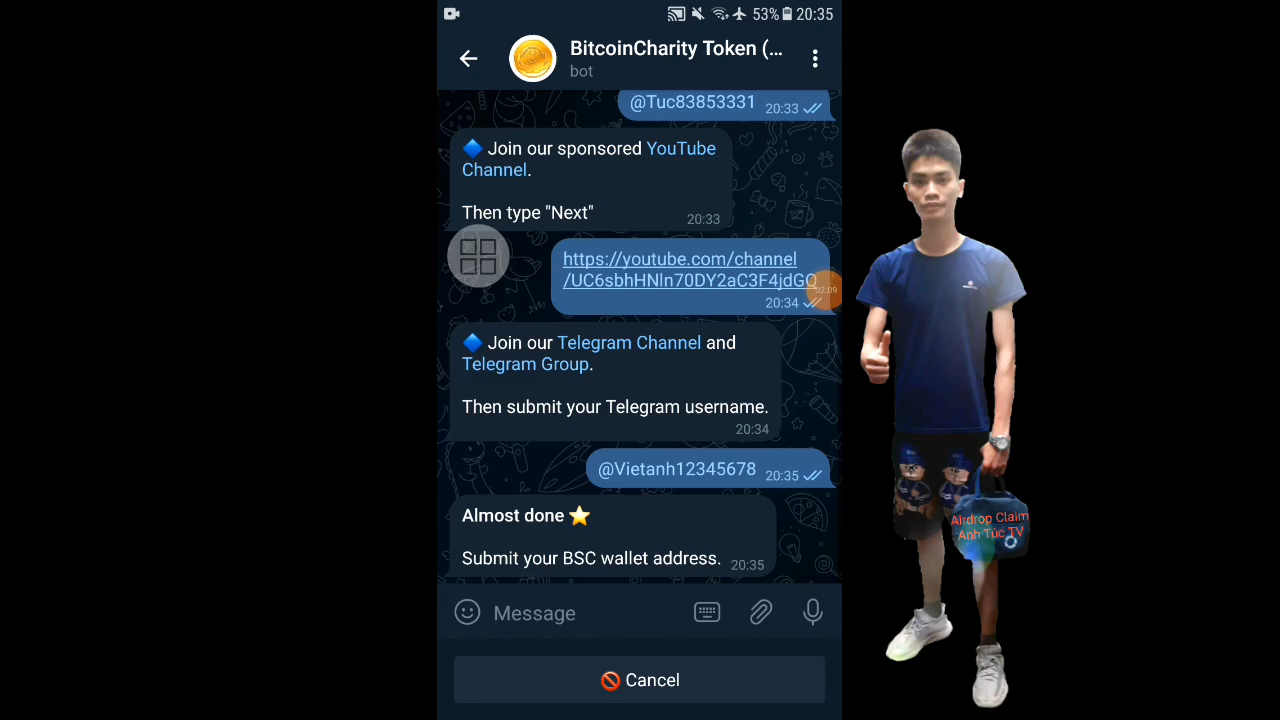 53% 20:35
BitcoinCharity Token (...
bot
@Tuc83853331 20:33
Join our sponsored YouTube
Channel.
Then type "Next" 20:33
https://youtube.com/channel
/UC6sbhHNln70DY2aC3F4jdGQ
02:09
20:34
Join our Telegram Channel and
Telegram Group.
Then submit your Telegram username.
20:34
@Vietanh12345678 20:35
Almost done
Submit your BSC wallet address. 20:35
Message
Cancel
Airdrop Claim
Anh Túc TV